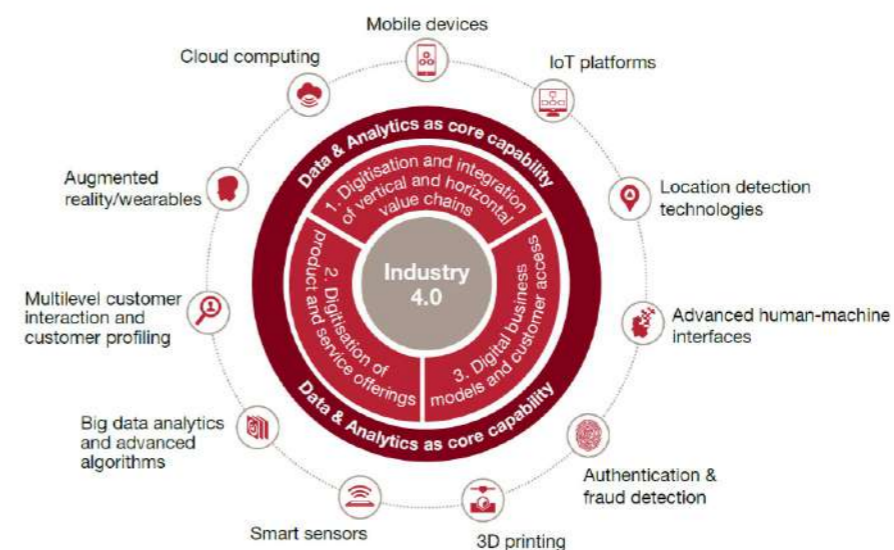 Mobile devices
Cloud computing
IoT platforms
Augmented
reality/wearables
Location detection
technologies
Multilevel customer
interaction and
customer profiling
Advanced human-machine
interfaces
Big data analytics
and advanced
algorithms
Authentication &
fraud detection
Smart sensors
3D printing
Data & Analytics as core capability
1. Digitisation and integration
of vertical and horizontal
value chains
2. Digitisation of
product and service offerings
3. Digital business
models and customer access
Industry
4.0
Data & Analytics as core capability